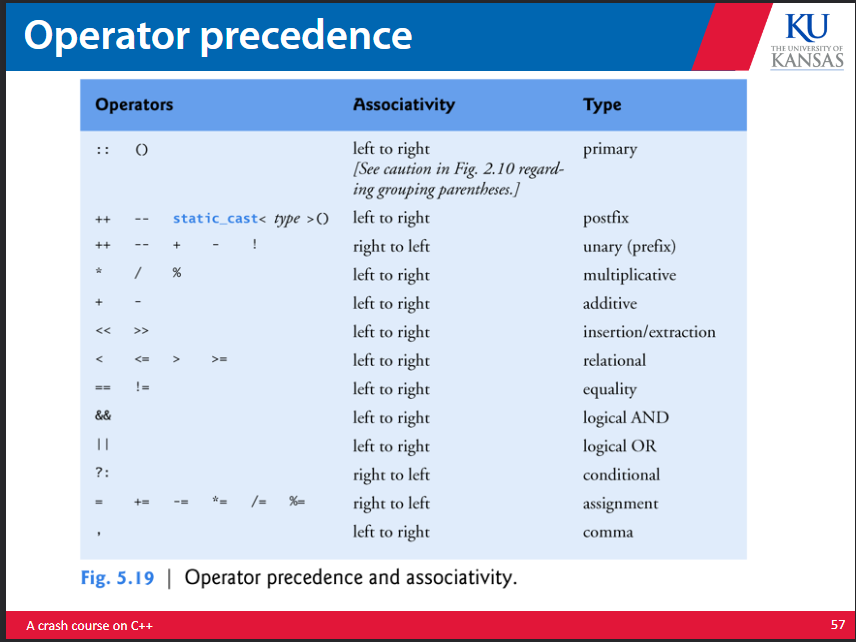 Operator precedence
KU
THE UNIVERSITY OF
KANSAS
Operators Associativity Type
:: () left to right primary
[See caution in Fig. 2.10 regard-
ing grouping parentheses.]
++ -- static_cast< type >() left to right postfix
++ -- + - ! right to left unary (prefix)
* / % left to right multiplicative
+ - left to right additive
<< >> left to right insertion/extraction
< <= > >= left to right relational
== != left to right equality
&& left to right logical AND
|| left to right logical OR
?: right to left conditional
= += -= *= /= %= right to left assignment
, left to right comma
Fig. 5.19 | Operator precedence and associativity.
A crash course on C++ 57